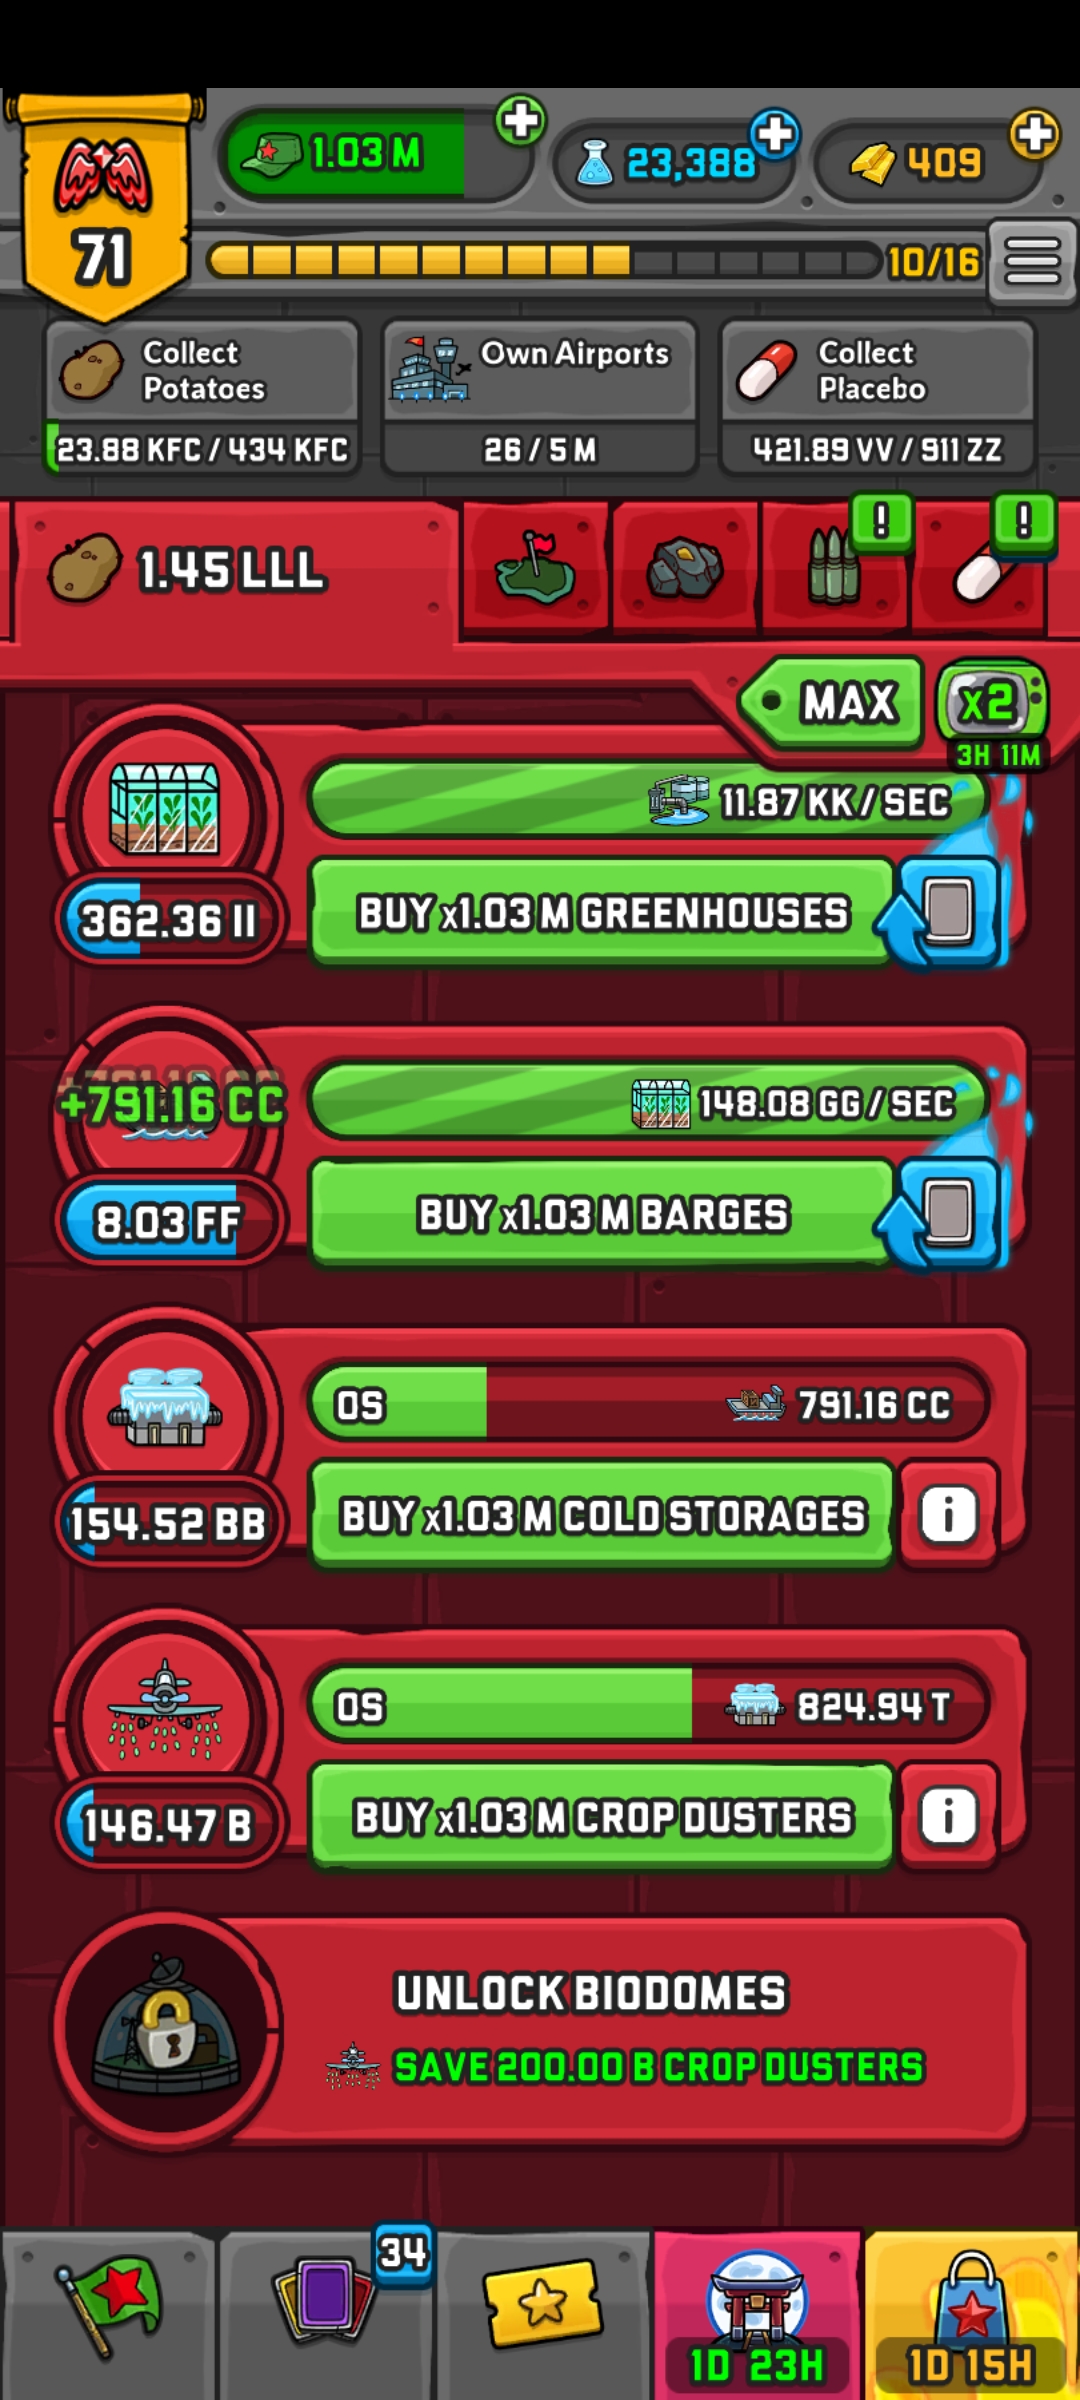 71
1.03 M
23,388
409
10/16
Collect
Potatoes
23.88 KFC / 434 KFC
Own Airports
26 / 5 M
Collect
Placebo
421.89 VV / 911 ZZ
1.45 LLL
!
!
MAX
x2
3H 11M
11.87 KK / SEC
362.36 II
BUY x1.03 M GREENHOUSES
+791.16 CC
148.08 GG / SEC
8.03 FF
BUY x1.03 M BARGES
0S
791.16 CC
154.52 BB
BUY x1.03 M COLD STORAGES
i
0S
824.94 T
146.47 B
BUY x1.03 M CROP DUSTERS
i
UNLOCK BIODOMES
SAVE 200.00 B CROP DUSTERS
34
1D 23H
1D 15H